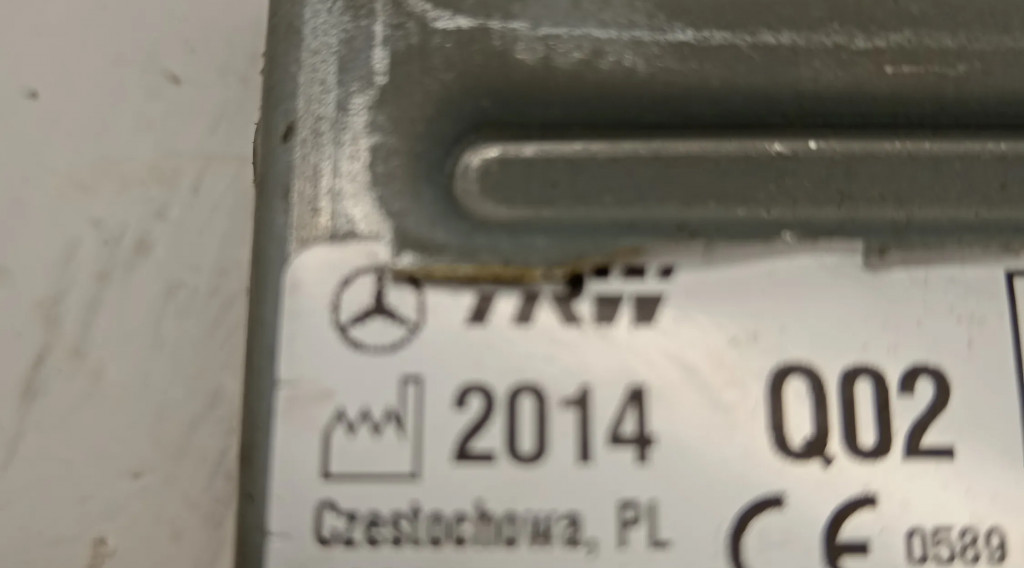 TRW
2014 Q02
Czestochowa, PL CE 0589